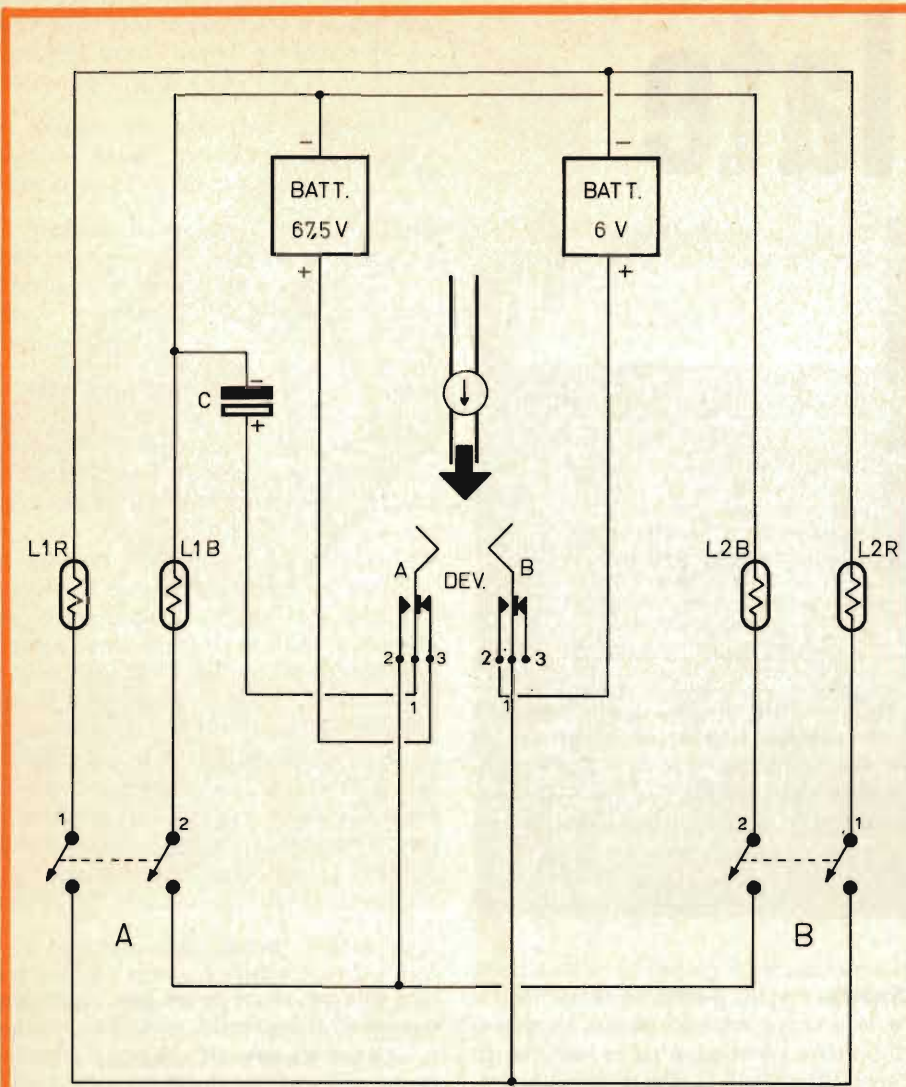 - -
BATT. BATT.
67,5 V 6 V
+ +
C - +
L1R L1B L2B L2R
A DEV. B
2 3 2 3
1 1
1 2 2 1
A B